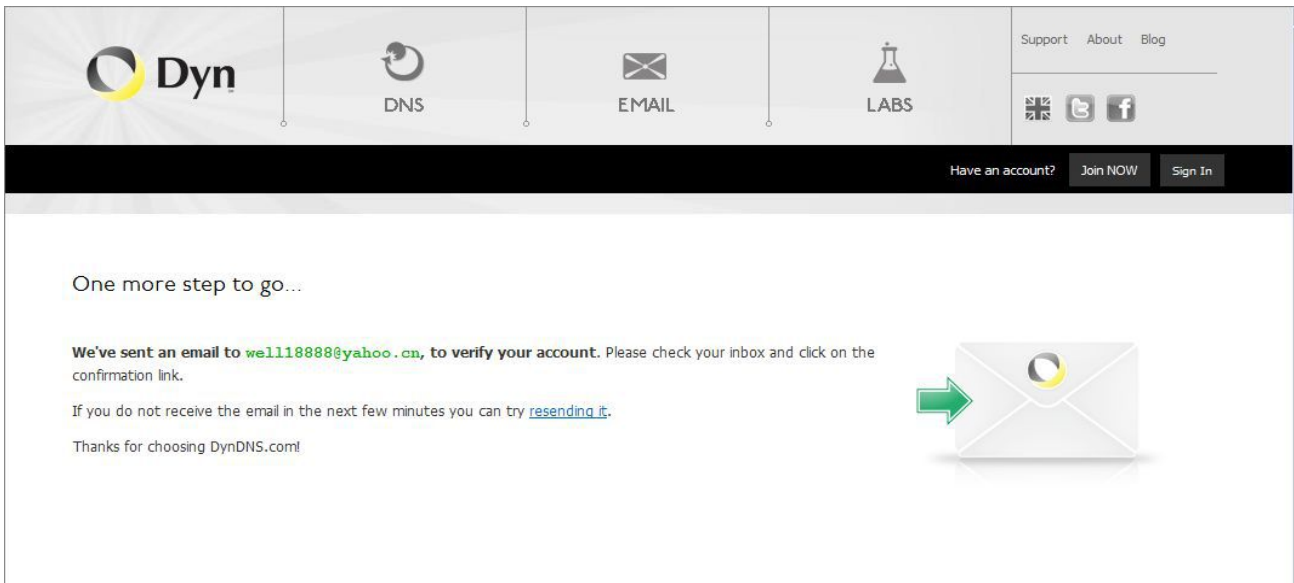 Dyn
DNS
EMAIL
LABS
Support About Blog
Have an account? Join NOW Sign In
One more step to go...
We've sent an email to well18888@yahoo.cn, to verify your account. Please check your inbox and click on the
confirmation link.
If you do not receive the email in the next few minutes you can try resending it.
Thanks for choosing DynDNS.com!